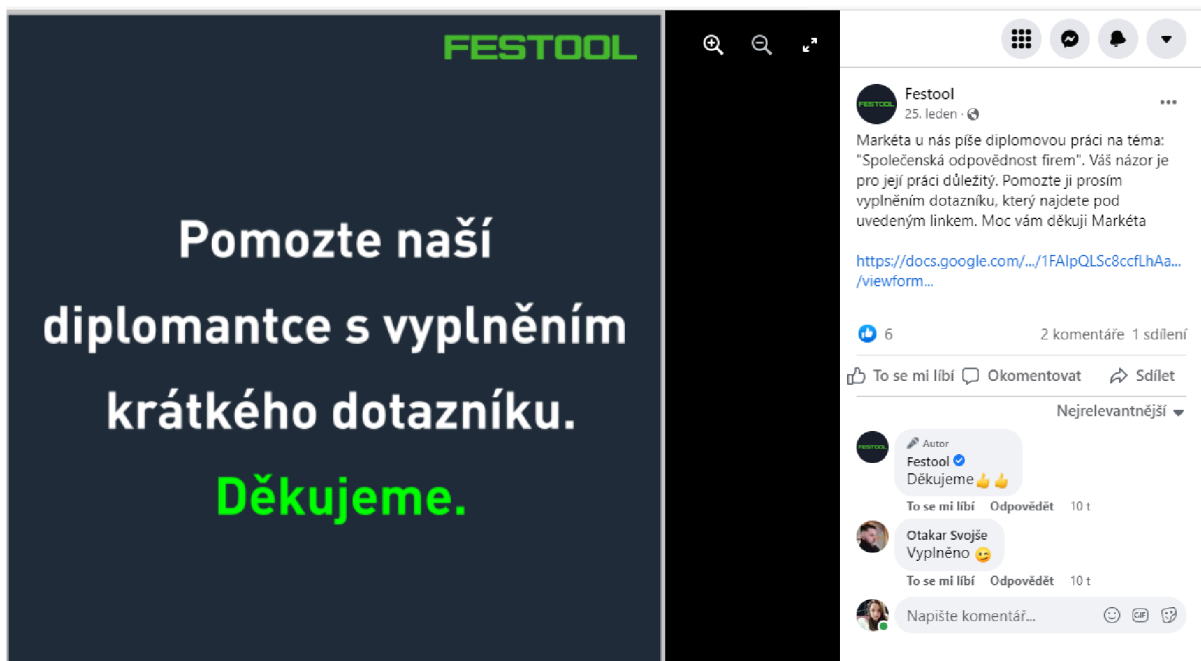 FESTOOL
Pomozte naší
diplomantce s vyplněním
krátkého dotazníku.
Děkujeme.
FESTOOL
Festool
25. leden ·
Markéta u nás píše diplomovou práci na téma:
"Společenská odpovědnost firem". Váš názor je
pro její práci důležitý. Pomozte ji prosím
vyplněním dotazníku, který najdete pod
uvedeným linkem. Moc vám děkuji Markéta
https://docs.google.com/.../1FAIpQLSc8ccfLhAa...
/viewform...
6 2 komentáře 1 sdílení
To se mi líbí Okomentovat Sdílet
Nejrelevantnější
FESTOOL
Autor
Festool
Děkujeme
To se mi líbí Odpovědět 10 t
Otakar Svojše
Vyplněno
To se mi líbí Odpovědět 10 t
Napište komentář...
GIF